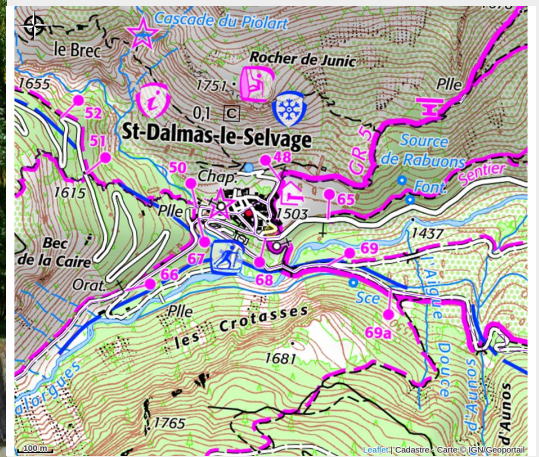 Cascade du Piolart
le Brec
Rocher de Junic
1655
1751
Plle
52
0,1 C
St-Dalmas-le-Selvage
51
GR 5
Source
de Rabuons
48
50
Chap.
Sentier
Font.
1615
65
Plle
1503
1437
Bec
de la Caire
67
69
Orat.
66
68
Sce
l'Aigue
Douce
Plle
69a
les Crotasses
1681
d'Aunos
d'Aunos
1765
100 m
Leaflet | Cadastre - Carte © IGN/Geoportail